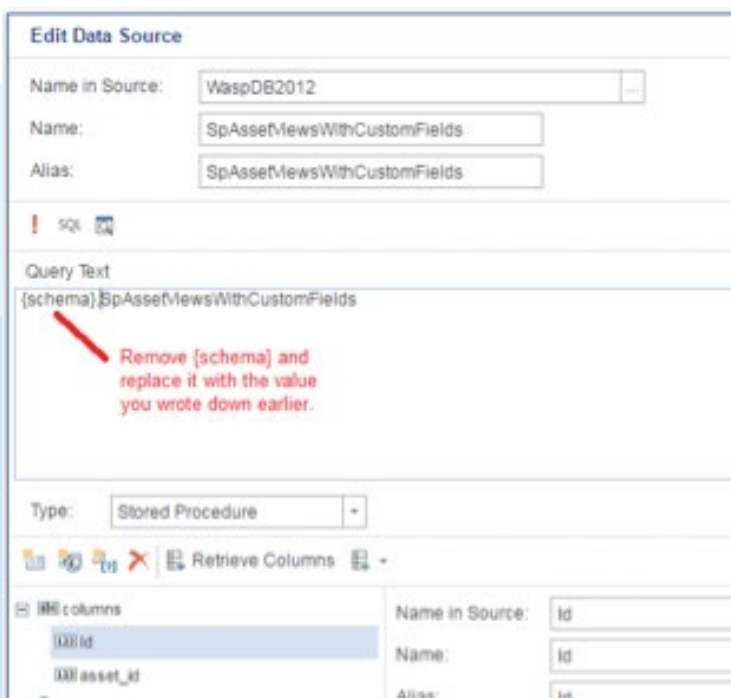 Edit Data Source
Name in Source: WaspDB2012 ...
Name: SpAssetViewsWithCustomFields
Alias: SpAssetViewsWithCustomFields
! SQL
Query Text
{schema}.SpAssetViewsWithCustomFields
Remove {schema} and
replace it with the value
you wrote down earlier.
Type: Stored Procedure
Retrieve Columns
columns
Name in Source: Id
Id
Name: Id
asset_id
Alias: Id